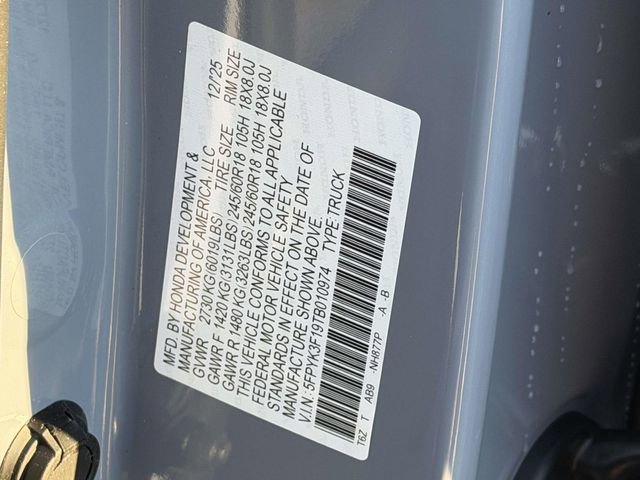 MFD. BY HONDA DEVELOPMENT &
MANUFACTURING OF AMERICA, LLC 12/25
GVWR 2730 KG(6019LBS) TIRE SIZE RIM SIZE
GAWR F 1420 KG(3131LBS) 245/60R18 105H 18X8.0J
GAWR R 1480 KG(3263LBS) 245/60R18 105H 18X8.0J
THIS VEHICLE CONFORMS TO ALL APPLICABLE
FEDERAL MOTOR VEHICLE SAFETY
STANDARDS IN EFFECT ON THE DATE OF
MANUFACTURE SHOWN ABOVE.
V.I.N: 5FPYK3F19TB010974 TYPE: TRUCK
T6Z T AB9 -NH877P A -B